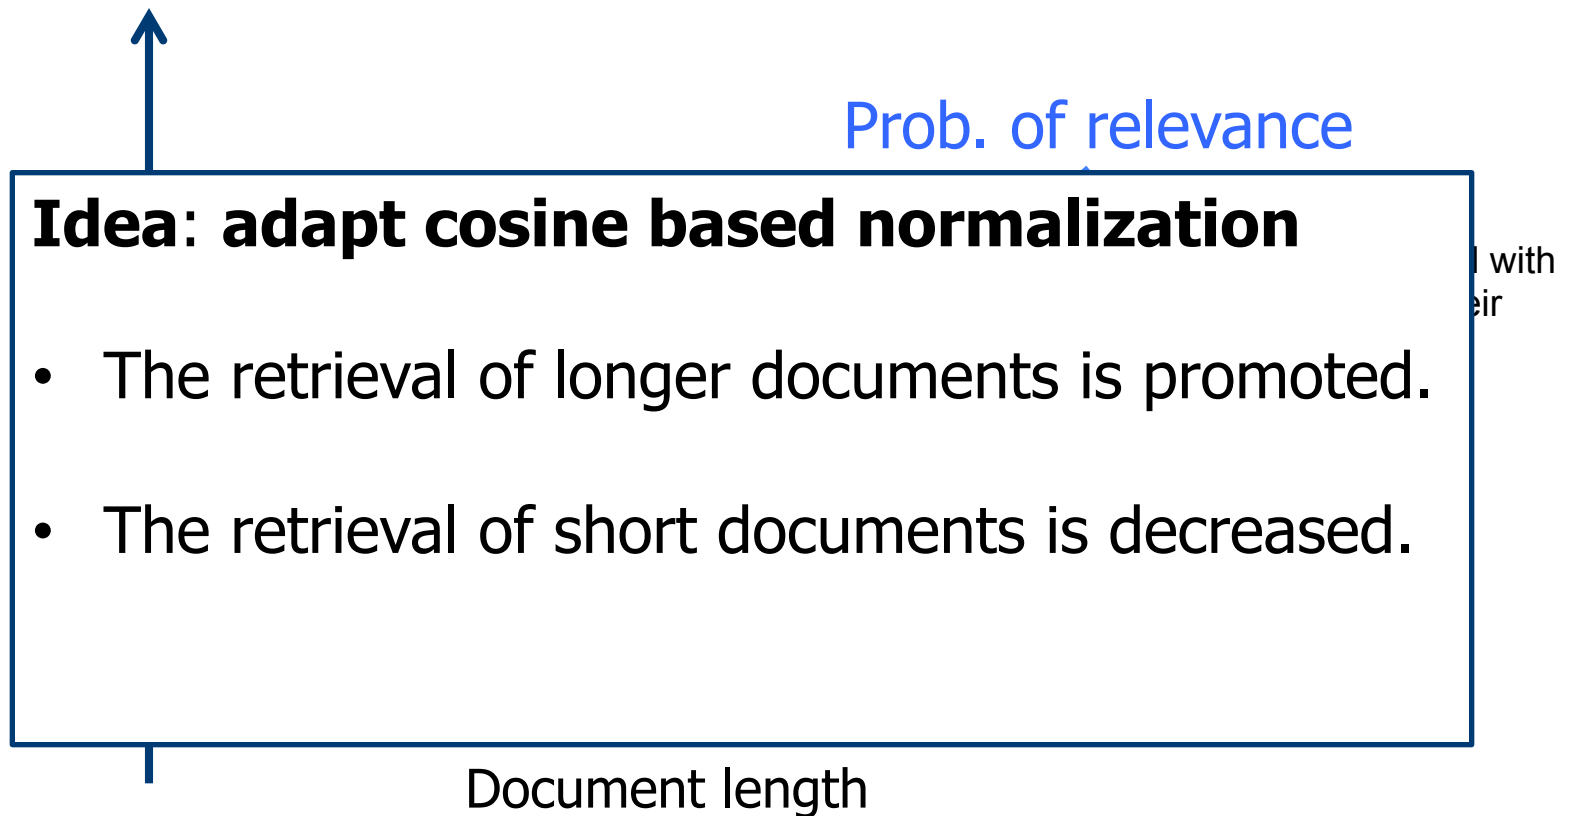 Prob. of relevance
Idea: adapt cosine based normalization
with
• The retrieval of longer documents is promoted.
• The retrieval of short documents is decreased.
Document length